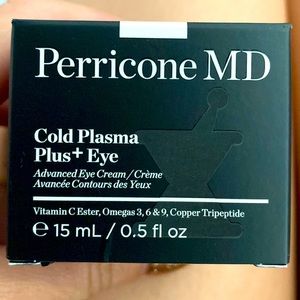 Perricone MD
Cold Plasma
Plus+ Eye
Advanced Eye Cream / Crème
Avancée Contours des Yeux
Vitamin C Ester, Omegas 3, 6 & 9, Copper Tripeptide
℮ 15 mL / 0.5 fl oz